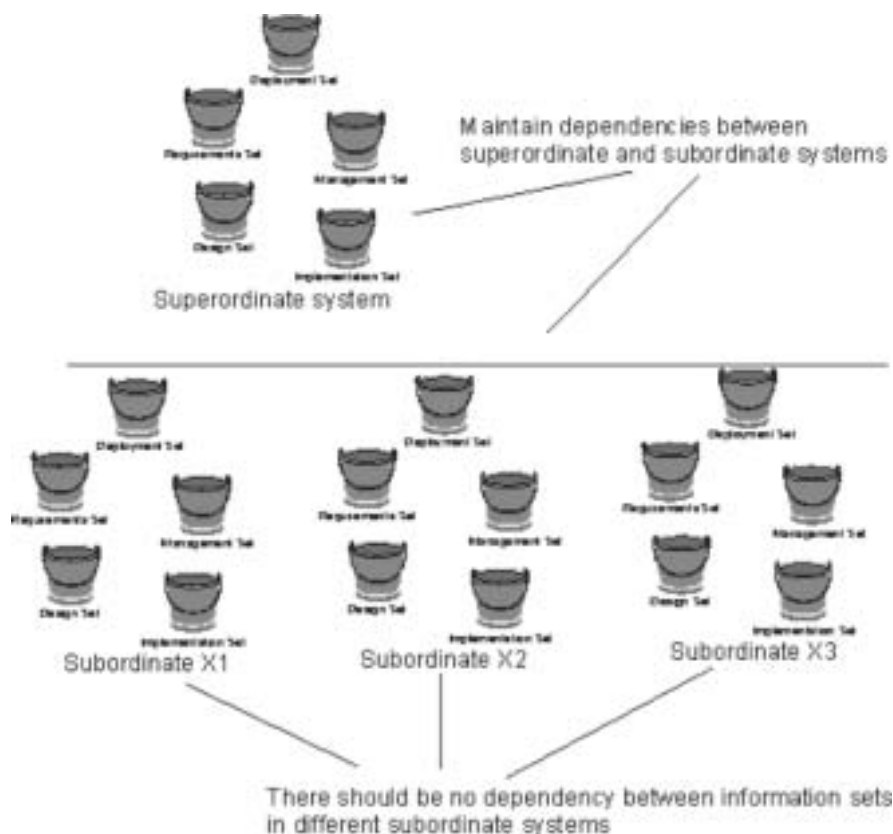 Deployment Set
Requirements Set
Maintain dependencies between
superordinate and subordinate systems
Management Set
Design Set
Implementation Set
Superordinate system
Deployment Set
Deployment Set
Deployment Set
Requirements Set
Requirements Set
Requirements Set
Management Set
Management Set
Management Set
Design Set
Design Set
Design Set
Implementation Set
Implementation Set
Implementation Set
Subordinate X1
Subordinate X2
Subordinate X3
There should be no dependency between information sets
in different subordinate systems